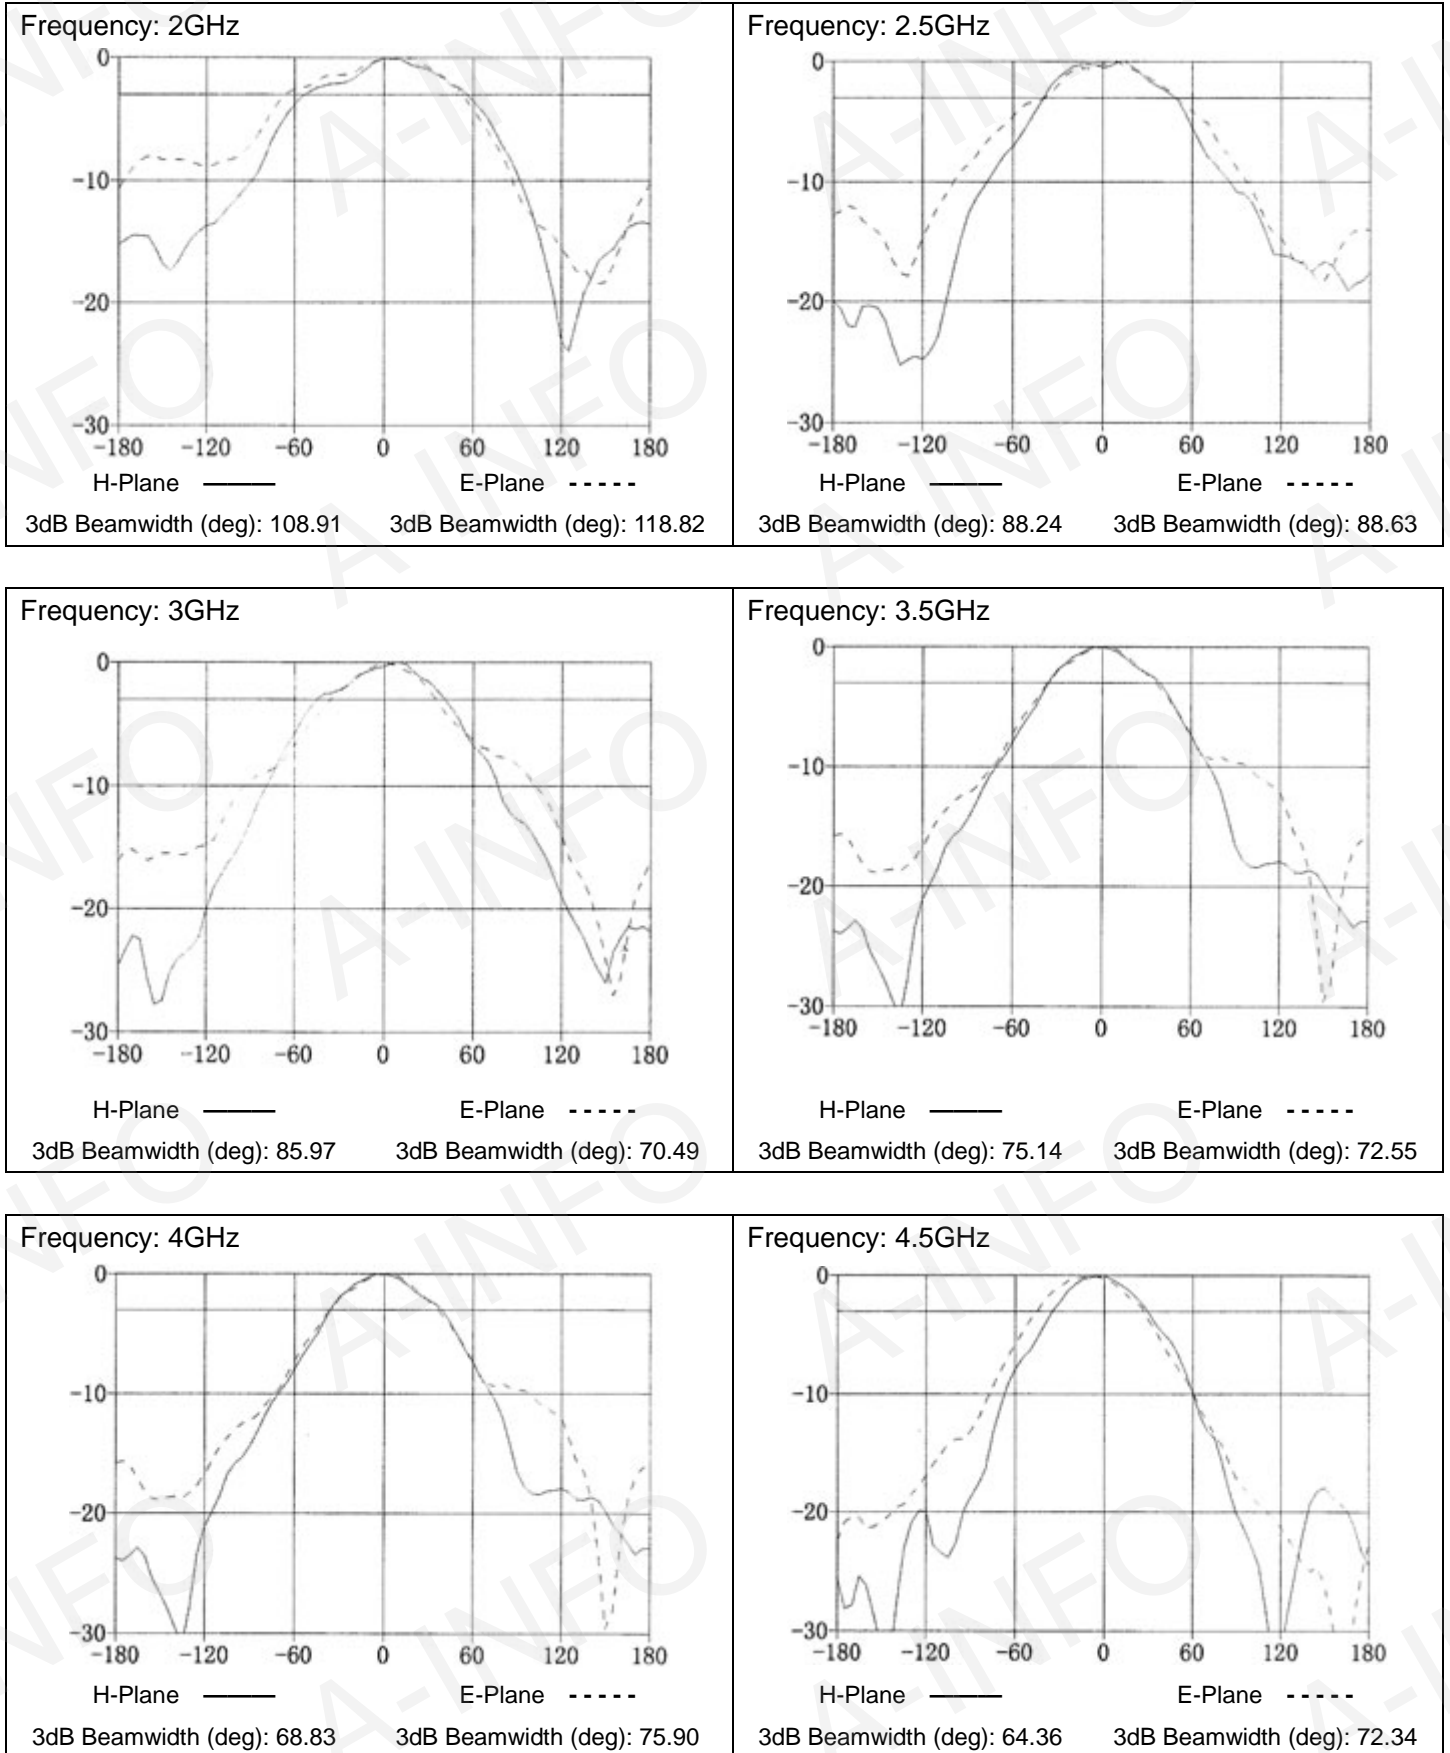 Frequency: 2GHz
0
-10
-20
-30
-180 -120 -60 0 60 120 180
H-Plane E-Plane
3dB Beamwidth (deg): 108.91 3dB Beamwidth (deg): 118.82
Frequency: 2.5GHz
0
-10
-20
-30
-180 -120 -60 0 60 120 180
H-Plane E-Plane
3dB Beamwidth (deg): 88.24 3dB Beamwidth (deg): 88.63
Frequency: 3GHz
0
-10
-20
-30
-180 -120 -60 0 60 120 180
H-Plane E-Plane
3dB Beamwidth (deg): 85.97 3dB Beamwidth (deg): 70.49
Frequency: 3.5GHz
0
-10
-20
-30
-180 -120 -60 0 60 120 180
H-Plane E-Plane
3dB Beamwidth (deg): 75.14 3dB Beamwidth (deg): 72.55
Frequency: 4GHz
0
-10
-20
-30
-180 -120 -60 0 60 120 180
H-Plane E-Plane
3dB Beamwidth (deg): 68.83 3dB Beamwidth (deg): 75.90
Frequency: 4.5GHz
0
-10
-20
-30
-180 -120 -60 0 60 120 180
H-Plane E-Plane
3dB Beamwidth (deg): 64.36 3dB Beamwidth (deg): 72.34
A-INFO